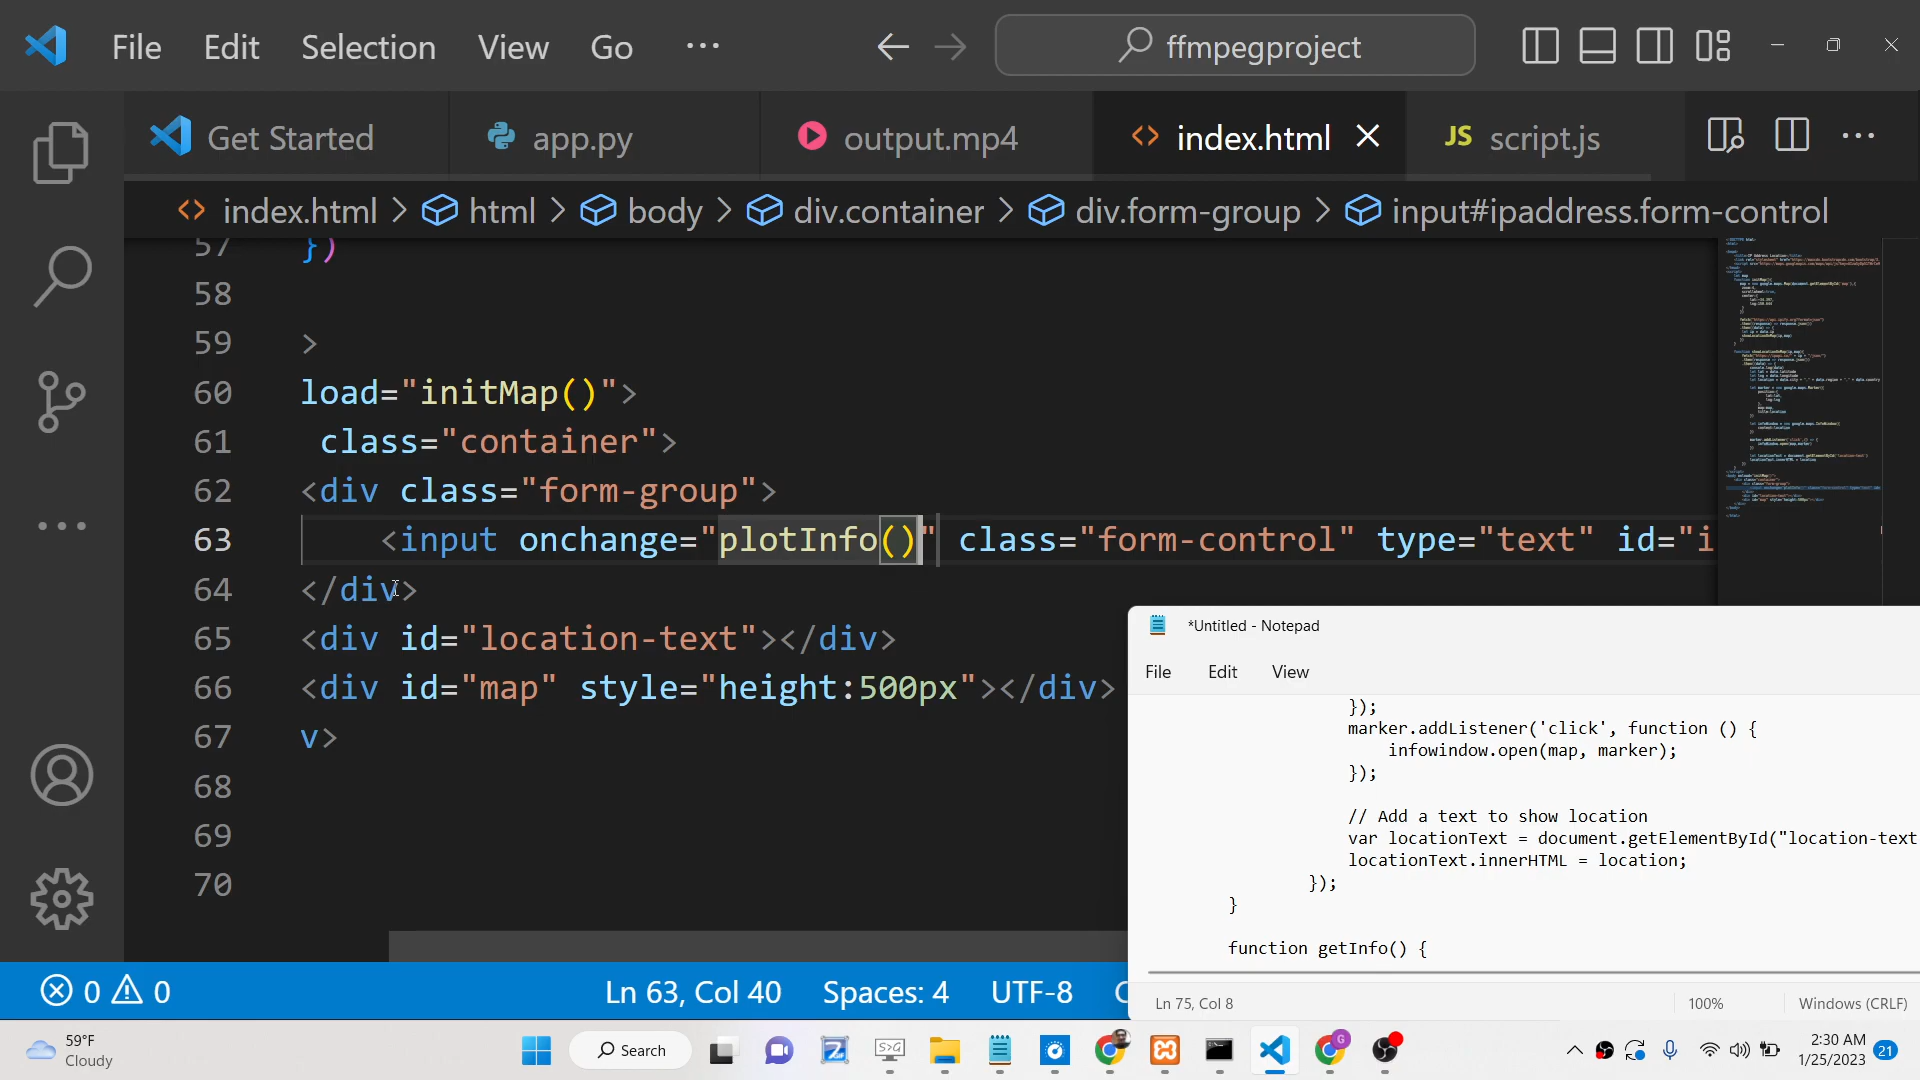 File Edit Selection View Go ...
ffmpegproject
Get Started
app.py
output.mp4
index.html
JS script.js
index.html > html > body > div.container > div.form-group > input#ipaddress.form-control
57 })
58
59 >
60 load="initMap()">
61 class="container">
62 <div class="form-group">
63 <input onchange="plotInfo()" class="form-control" type="text" id="i
64 </div>
65 <div id="location-text"></div>
66 <div id="map" style="height:500px"></div>
67 v>
68
69
70
*Untitled - Notepad
File Edit View
});
marker.addListener('click', function () {
infowindow.open(map, marker);
});
// Add a text to show location
var locationText = document.getElementById("location-text
locationText.innerHTML = location;
});
}
function getInfo() {
Ln 75, Col 8
100%
Windows (CRLF)
0 0
Ln 63, Col 40
Spaces: 4
UTF-8
59°F
Cloudy
Search
2:30 AM
1/25/2023
21